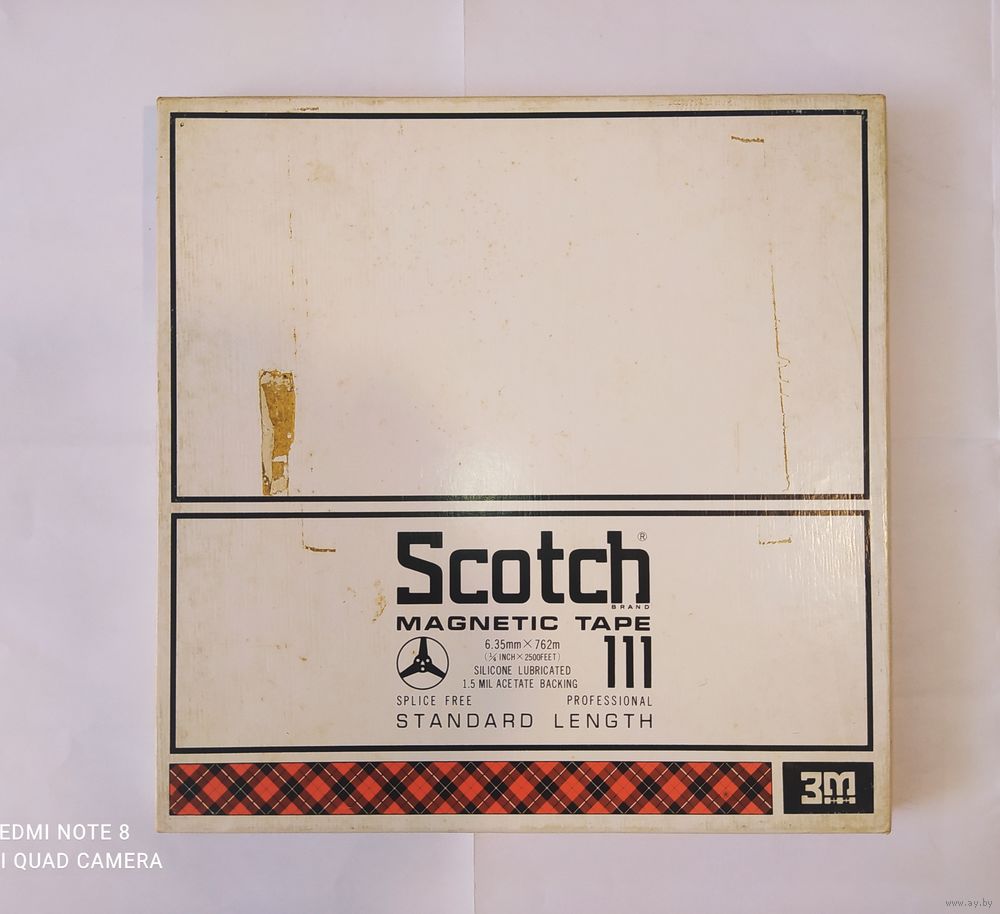 Scotch®
BRAND
MAGNETIC TAPE
6.35mm×762m
(¼ INCH×2500FEET)
SILICONE LUBRICATED
1.5 MIL ACETATE BACKING
111
SPLICE FREE PROFESSIONAL
STANDARD LENGTH
3M
EDMI NOTE 8
I QUAD CAMERA
www.ay.by